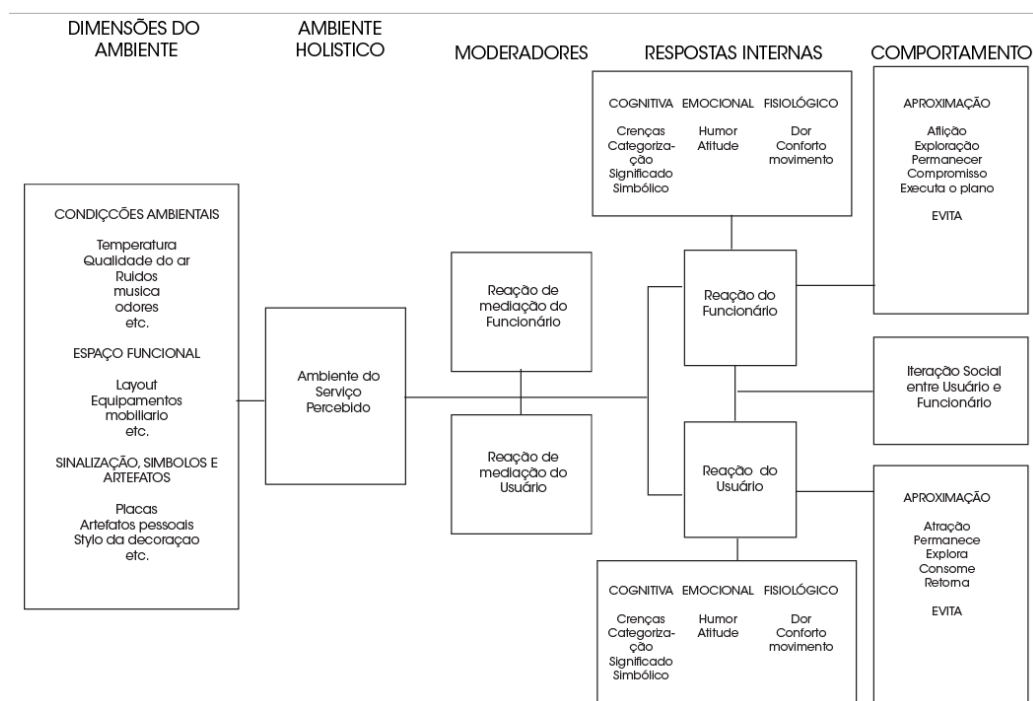 DIMENSÕES DO
AMBIENTE
AMBIENTE
HOLISTICO
MODERADORES
RESPOSTAS INTERNAS
COMPORTAMENTO
CONDIÇCÕES AMBIENTAIS
Temperatura
Qualidade do ar
Ruidos
musica
odores
etc.
ESPAÇO FUNCIONAL
Layout
Equipamentos
mobiliario
etc.
SINALIZAÇÃO, SIMBOLOS E
ARTEFATOS
Placas
Artefatos pessoais
Stylo da decoraçao
etc.
Ambiente do
Serviço
Percebido
Reação de
mediação do
Funcionário
Reação de
mediação do
Usuário
COGNITIVA EMOCIONAL FISIOLÓGICO
Crenças Humor Dor
Categoriza- Atitude Conforto
ção movimento
Significado
Simbólico
Reação do
Funcionário
Reação do
Usuário
COGNITIVA EMOCIONAL FISIOLÓGICO
Crenças Humor Dor
Categoriza- Atitude Conforto
ção movimento
Significado
Simbólico
APROXIMAÇÃO
Aflição
Exploração
Permanecer
Compromisso
Executa o plano
EVITA
Iteração Social
entre Usuário e
Funcionário
APROXIMAÇÃO
Atração
Permanece
Explora
Consome
Retorna
EVITA